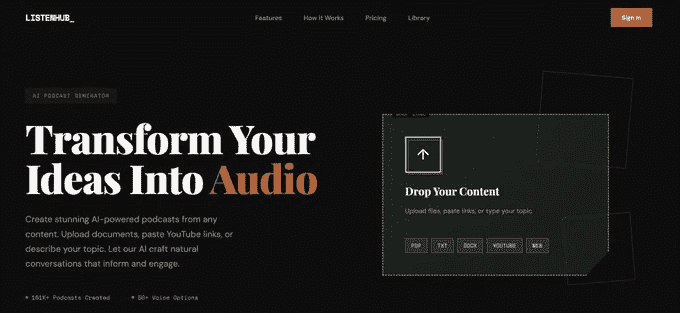 LISTENHUB_
Features
How it Works
Pricing
Library
Sign In
AI PODCAST GENERATOR
Transform Your
Ideas Into Audio
Create stunning AI-powered podcasts from any
content. Upload documents, paste YouTube links, or
describe your topic. Let our AI craft natural
conversations that inform and engage.
161K+ Podcasts Created
50+ Voice Options
Drop Your Content
Upload files, paste links, or type your topic
PDF
TXT
DOCX
YOUTUBE
WEB